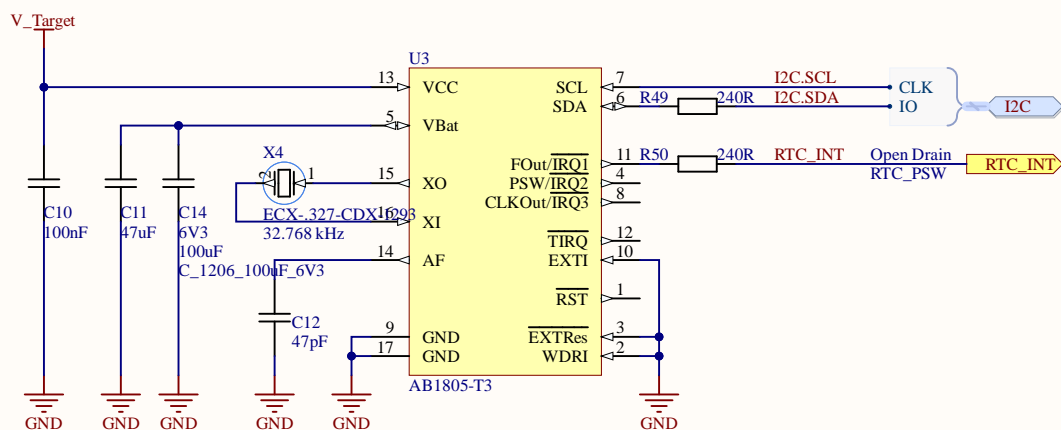 V_Target
U3
13 VCC
5 VBat
15 XO
16 XI
14 AF
9 GND
17 GND
SCL 7
SDA 6
FOut/IRQ1 11
PSW/IRQ2 4
CLKOut/IRQ3 8
TIRQ 12
EXTI 10
RST 1
EXTRes 3
WDRI 2
AB1805-T3
I2C.SCL
R49 240R I2C.SDA
CLK
IO
I2C
R50 240R RTC_INT
Open Drain
RTC_PSW
RTC_INT
X4
2 1
ECX-.327-CDX-1293
32.768 kHz
C10
100nF
C11
47uF
C14
6V3
100uF
C_1206_100uF_6V3
C12
47pF
GND
GND
GND
GND
GND
GND